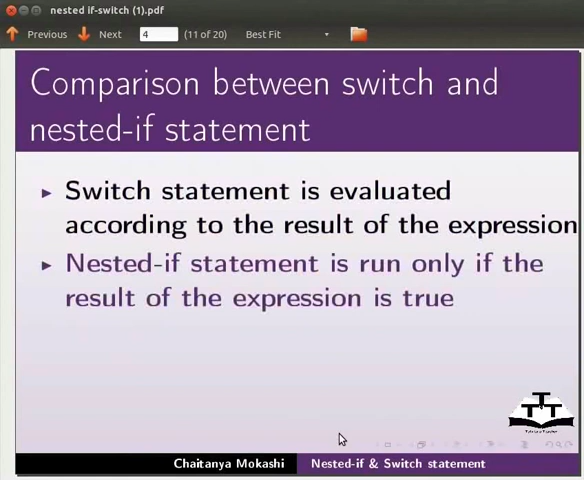 nested if-switch (1).pdf
Previous Next 4 (11 of 20) Best Fit
Comparison between switch and
nested-if statement
Switch statement is evaluated
according to the result of the expression
Nested-if statement is run only if the
result of the expression is true
TTT
Chaitanya Mokashi Nested-if & Switch statement